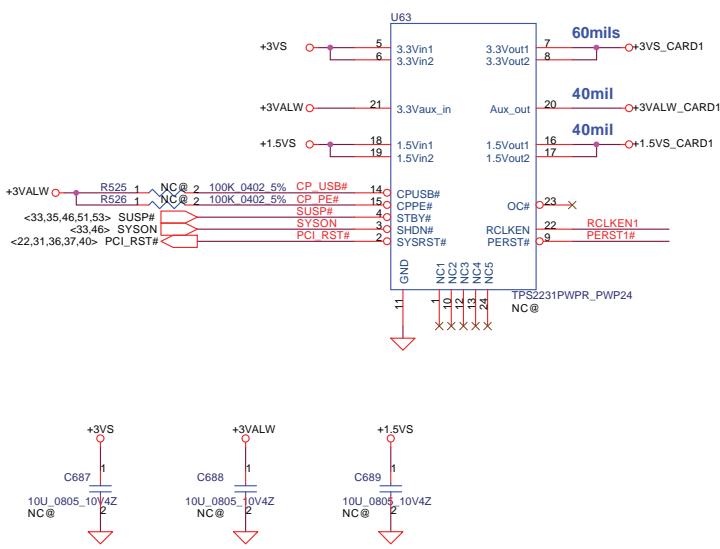 U63
60mils
+3VS 5 3.3Vin1 3.3Vout1 7 +3VS_CARD1
6 3.3Vin2 3.3Vout2 8
40mil
+3VALW 21 3.3Vaux_in Aux_out 20 +3VALW_CARD1
40mil
+1.5VS 18 1.5Vin1 1.5Vout1 16 +1.5VS_CARD1
19 1.5Vin2 1.5Vout2 17
+3VALW R525 1 NC@ 2 100K_0402_5% CP_USB# 14 CPUSB#
R526 1 NC@ 2 100K_0402_5% CP_PE# 15 CPPE# OC# 23
<33,35,46,51,53> SUSP# SUSP# 4 STBY#
<33,46> SYSON SYSON 3 SHDN# RCLKEN 22 RCLKEN1
<22,31,36,37,40> PCI_RST# PCI_RST# 2 SYSRST# PERST# 9 PERST1#
GND NC1 NC2 NC3 NC4 NC5
11 1 10 12 13 24
TPS2231PWPR_PWP24
NC@
+3VS +3VALW +1.5VS
1 1 1
C687 C688 C689
10U_0805_10V4Z 10U_0805_10V4Z 10U_0805_10V4Z
2 2 2
NC@ NC@ NC@